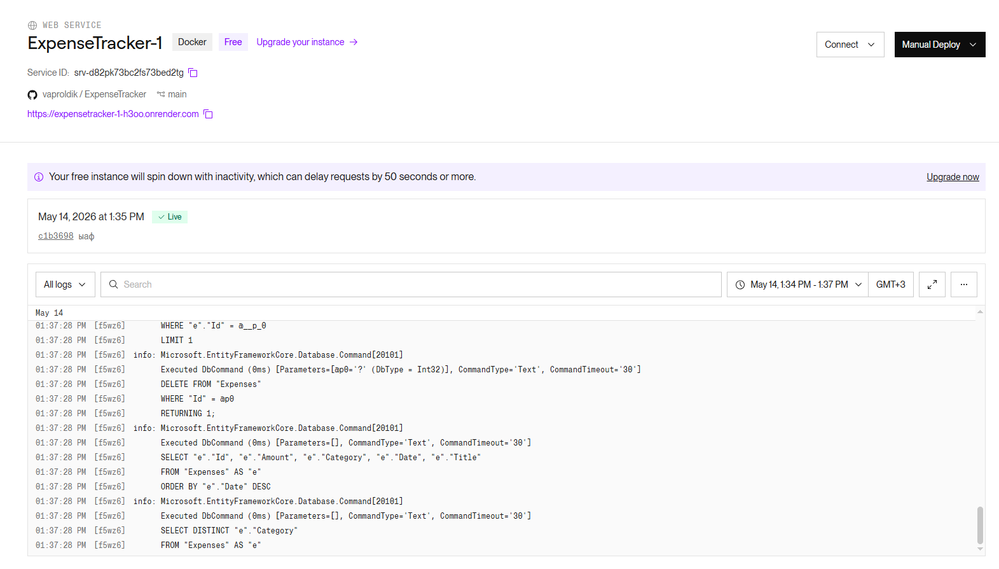 WEB SERVICE
ExpenseTracker-1 Docker Free Upgrade your instance →
Connect
Manual Deploy
Service ID: srv-d82pk73bc2fs73bed2tg
vaproldik / ExpenseTracker main
https://expensetracker-1-h3oo.onrender.com
Your free instance will spin down with inactivity, which can delay requests by 50 seconds or more.
Upgrade now
May 14, 2026 at 1:35 PM Live
c1b3698 ыаф
All logs Search May 14, 1:34 PM - 1:37 PM GMT+3 ...
May 14
01:37:28 PM [f5wz6] WHERE "e"."Id" = @__p_0
01:37:28 PM [f5wz6] LIMIT 1
01:37:28 PM [f5wz6] info: Microsoft.EntityFrameworkCore.Database.Command[20101]
01:37:28 PM [f5wz6] Executed DbCommand (0ms) [Parameters=[@p0='?' (DbType = Int32)], CommandType='Text', CommandTimeout='30']
01:37:28 PM [f5wz6] DELETE FROM "Expenses"
01:37:28 PM [f5wz6] WHERE "Id" = @p0
01:37:28 PM [f5wz6] RETURNING 1;
01:37:28 PM [f5wz6] info: Microsoft.EntityFrameworkCore.Database.Command[20101]
01:37:28 PM [f5wz6] Executed DbCommand (0ms) [Parameters=[], CommandType='Text', CommandTimeout='30']
01:37:28 PM [f5wz6] SELECT "e"."Id", "e"."Amount", "e"."Category", "e"."Date", "e"."Title"
01:37:28 PM [f5wz6] FROM "Expenses" AS "e"
01:37:28 PM [f5wz6] ORDER BY "e"."Date" DESC
01:37:28 PM [f5wz6] info: Microsoft.EntityFrameworkCore.Database.Command[20101]
01:37:28 PM [f5wz6] Executed DbCommand (0ms) [Parameters=[], CommandType='Text', CommandTimeout='30']
01:37:28 PM [f5wz6] SELECT DISTINCT "e"."Category"
01:37:28 PM [f5wz6] FROM "Expenses" AS "e"